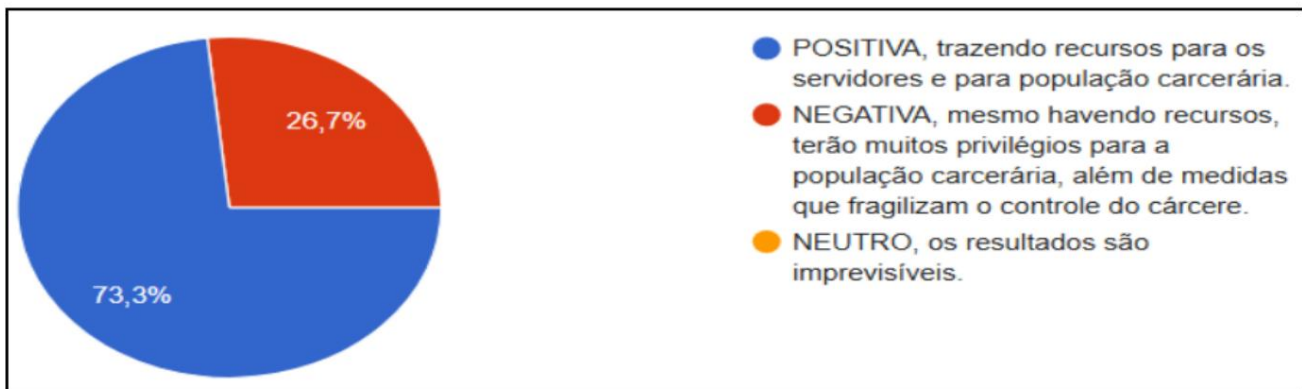 26,7%
73,3%
POSITIVA, trazendo recursos para os
servidores e para população carcerária.
NEGATIVA, mesmo havendo recursos,
terão muitos privilégios para a
população carcerária, além de medidas
que fragilizam o controle do cárcere.
NEUTRO, os resultados são
imprevisíveis.